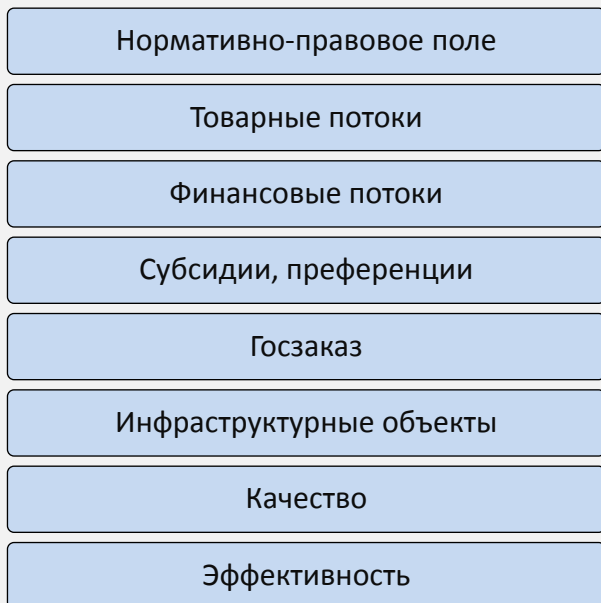 Нормативно-правовое поле
Товарные потоки
Финансовые потоки
Субсидии, преференции
Госзаказ
Инфраструктурные объекты
Качество
Эффективность